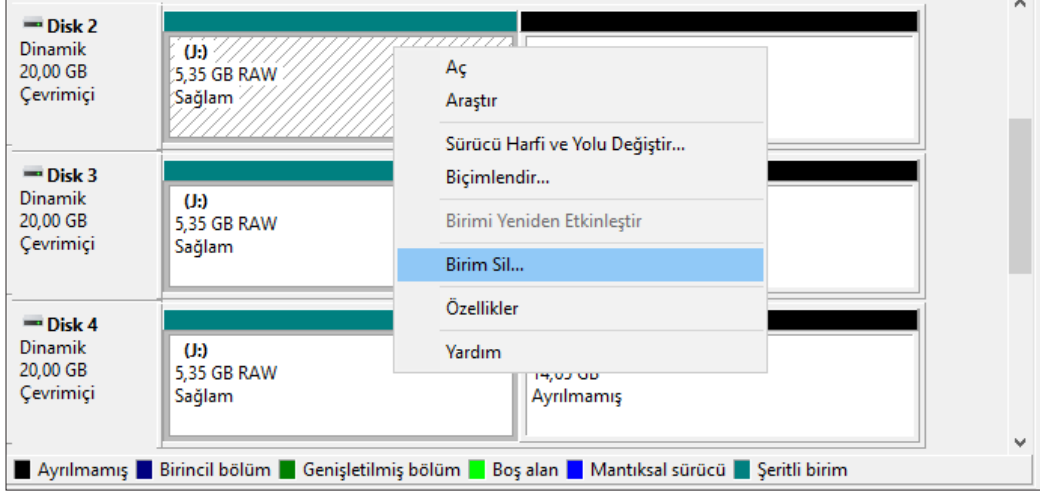 Disk 2
Dinamik
20,00 GB
Çevrimiçi
(J:)
5,35 GB RAW
Sağlam
Aç
Araştır
Sürücü Harfi ve Yolu Değiştir...
Biçimlendir...
Birimi Yeniden Etkinleştir
Birim Sil...
Özellikler
Yardım
Disk 3
Dinamik
20,00 GB
Çevrimiçi
(J:)
5,35 GB RAW
Sağlam
Disk 4
Dinamik
20,00 GB
Çevrimiçi
(J:)
5,35 GB RAW
Sağlam
Ayrılmamış
Ayrılmamış Birincil bölüm Genişletilmiş bölüm Boş alan Mantıksal sürücü Şeritli birim